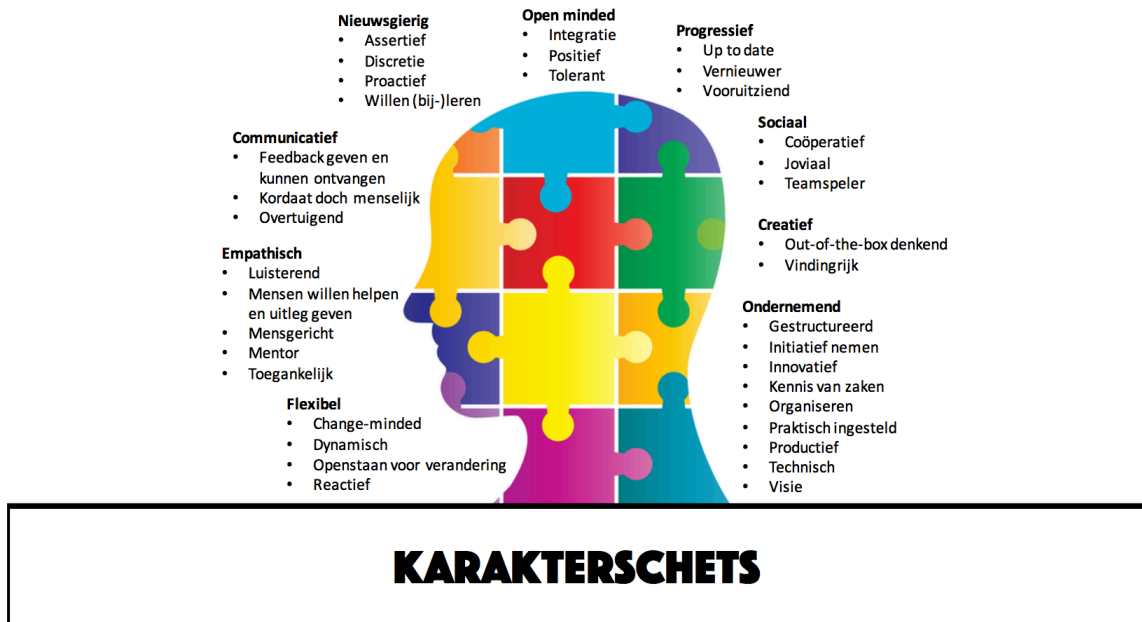 Nieuwsgierig
• Assertief
• Discretie
• Proactief
• Willen (bij-)leren
Open minded
• Integratie
• Positief
• Tolerant
Progressief
• Up to date
• Vernieuwer
• Vooruitziend
Communicatief
• Feedback geven en
kunnen ontvangen
• Kordaat doch menselijk
• Overtuigend
Sociaal
• Coöperatief
• Joviaal
• Teamspeler
Creatief
• Out-of-the-box denkend
• Vindingrijk
Empathisch
• Luisterend
• Mensen willen helpen
en uitleg geven
• Mensgericht
• Mentor
• Toegankelijk
Ondernemend
• Gestructureerd
• Initiatief nemen
• Innovatief
• Kennis van zaken
• Organiseren
• Praktisch ingesteld
• Productief
• Technisch
• Visie
Flexibel
• Change-minded
• Dynamisch
• Openstaan voor verandering
• Reactief
KARAKTERSCHETS